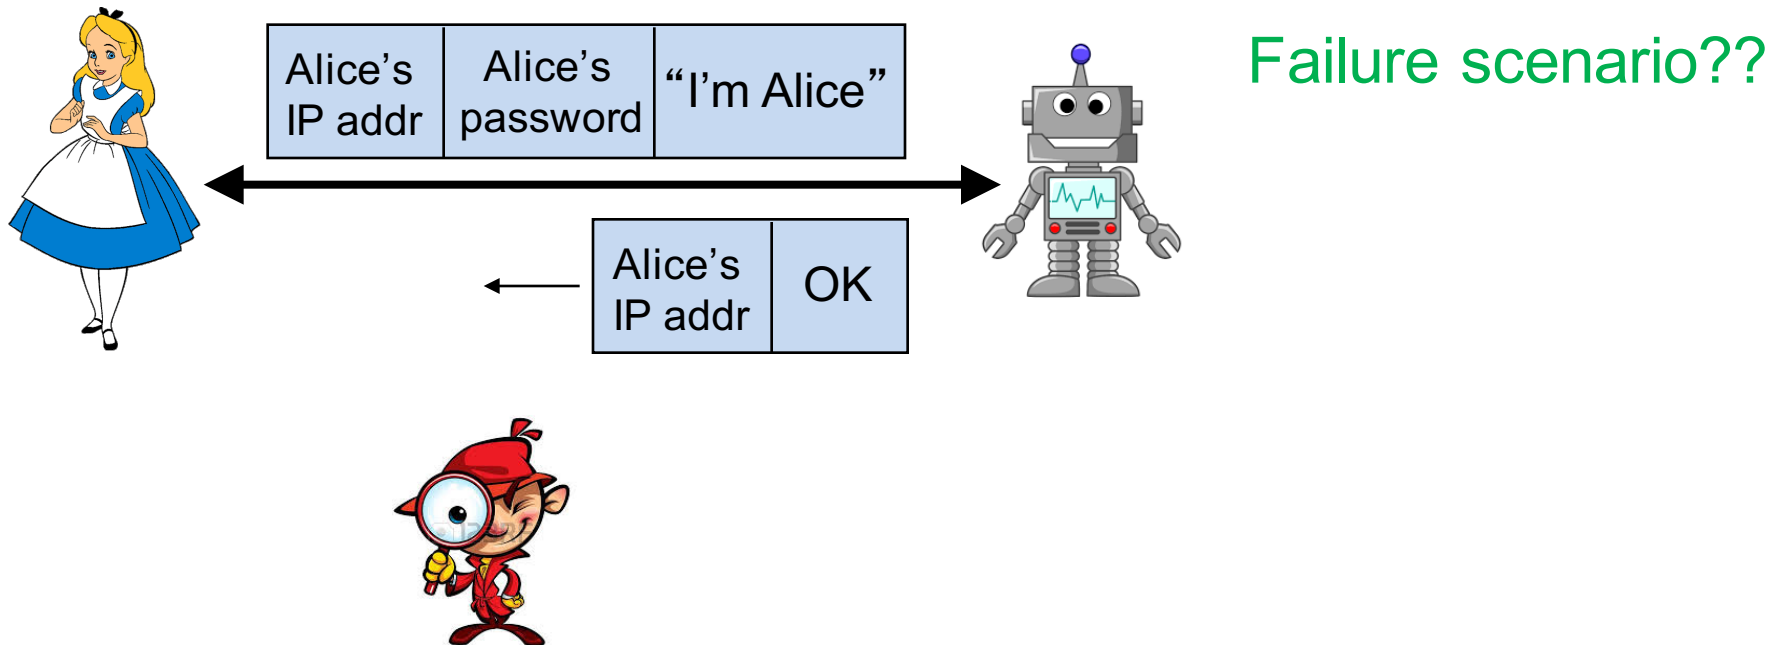 Alice’s
IP addr
Alice’s
password
“I’m Alice”
Failure scenario??
Alice’s
IP addr
OK